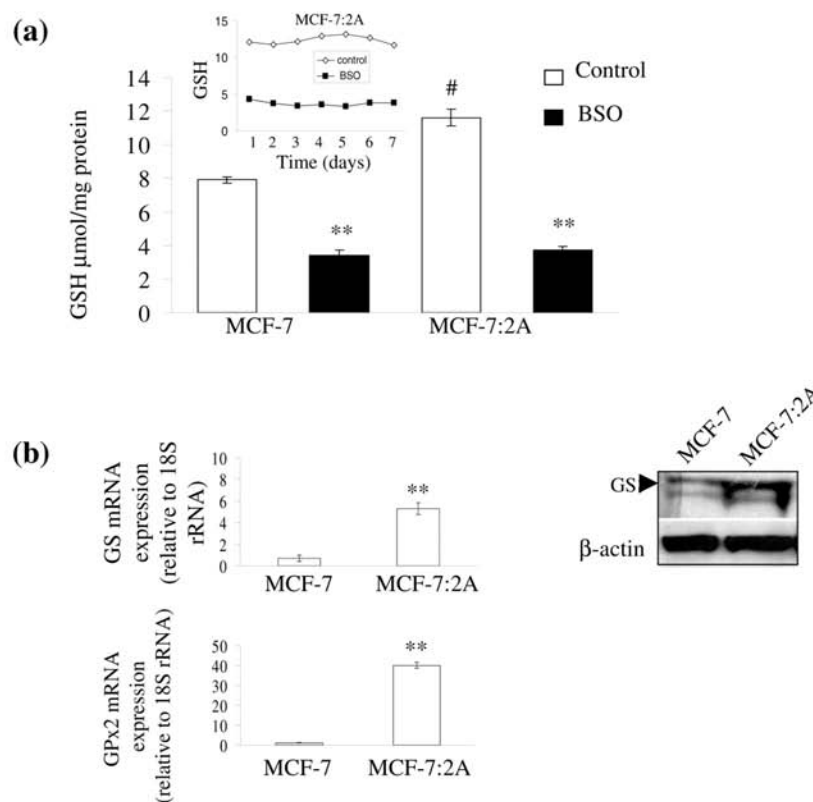 (a)
MCF-7:2A
15
10
5
0
GSH
control
BSO
1 2 3 4 5 6 7
Time (days)
14
12
10
8
6
4
2
0
GSH μmol/mg protein
**
#
**
MCF-7
MCF-7:2A
Control
BSO
(b)
GS mRNA
expression
(relative to 18S
rRNA)
10
8
6
4
2
0
**
MCF-7
MCF-7:2A
MCF-7
MCF-7:2A
GS
β-actin
GPx2 mRNA
expression
(relative to 18S rRNA)
50
40
30
20
10
0
**
MCF-7
MCF-7:2A